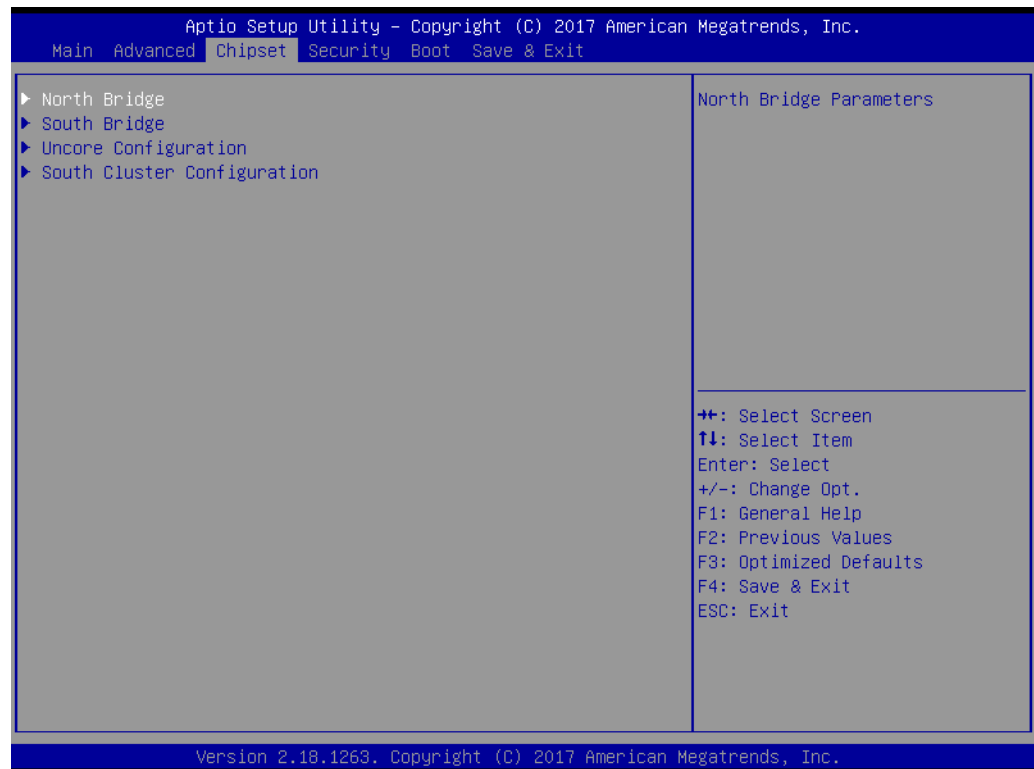 Aptio Setup Utility – Copyright (C) 2017 American Megatrends, Inc.
Main Advanced Chipset Security Boot Save & Exit
▶ North Bridge
▶ South Bridge
▶ Uncore Configuration
▶ South Cluster Configuration
North Bridge Parameters
→←: Select Screen
↑↓: Select Item
Enter: Select
+/-: Change Opt.
F1: General Help
F2: Previous Values
F3: Optimized Defaults
F4: Save & Exit
ESC: Exit
Version 2.18.1263. Copyright (C) 2017 American Megatrends, Inc.